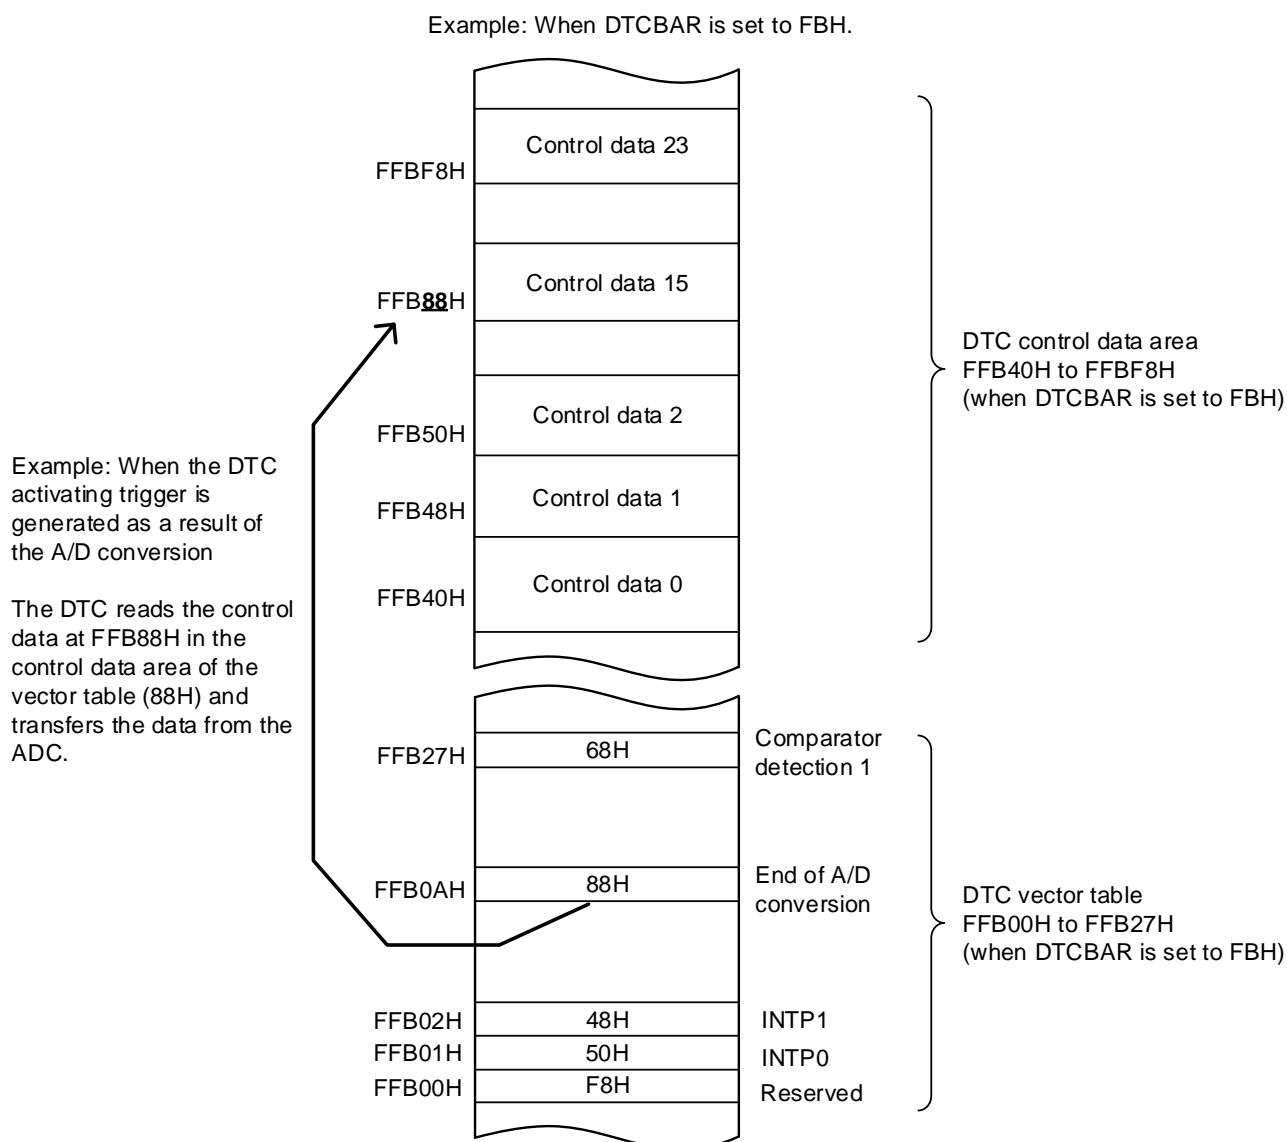 Example: When DTCBAR is set to FBH.
Control data 23
FFBF8H
Control data 15
FFB88H
DTC control data area
FFB40H to FFBF8H
(when DTCBAR is set to FBH)
Control data 2
FFB50H
Example: When the DTC
activating trigger is
generated as a result of
the A/D conversion
Control data 1
FFB48H
Control data 0
FFB40H
The DTC reads the control
data at FFB88H in the
control data area of the
vector table (88H) and
transfers the data from the
ADC.
FFB27H
68H
Comparator
detection 1
FFB0AH
88H
End of A/D
conversion
DTC vector table
FFB00H to FFB27H
(when DTCBAR is set to FBH)
FFB02H
48H
INTP1
FFB01H
50H
INTP0
FFB00H
F8H
Reserved